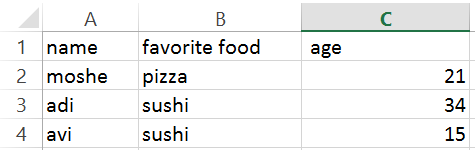 A B C
1 name favorite food age
2 moshe pizza 21
3 adi sushi 34
4 avi sushi 15